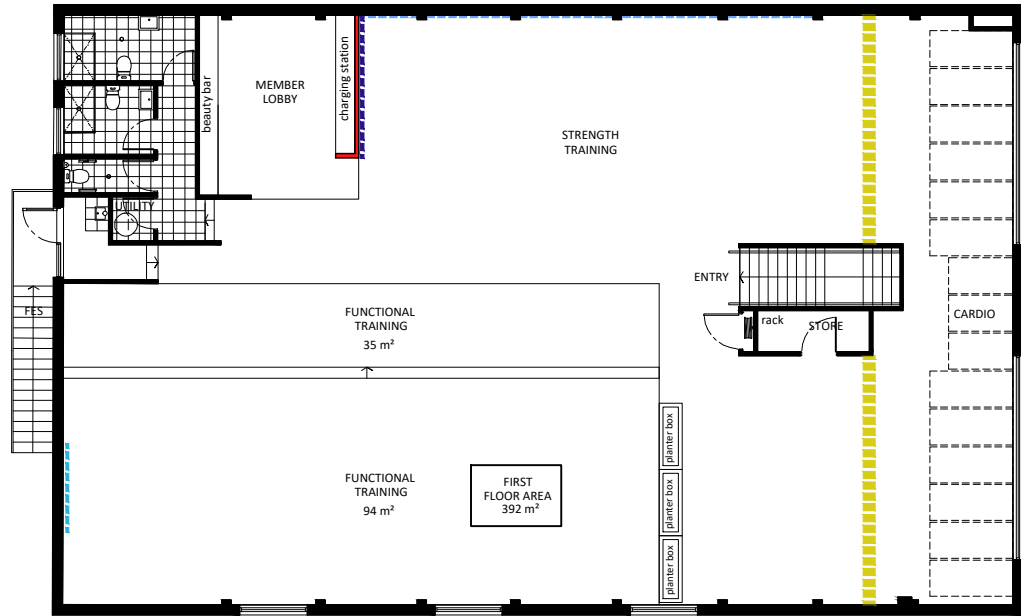 MEMBER
LOBBY
beauty bar
charging station
STRENGTH
TRAINING
UTILITY
FES
ENTRY
rack
STORE
CARDIO
FUNCTIONAL
TRAINING
35 m²
FUNCTIONAL
TRAINING
94 m²
FIRST
FLOOR AREA
392 m²
planter box
planter box
planter box